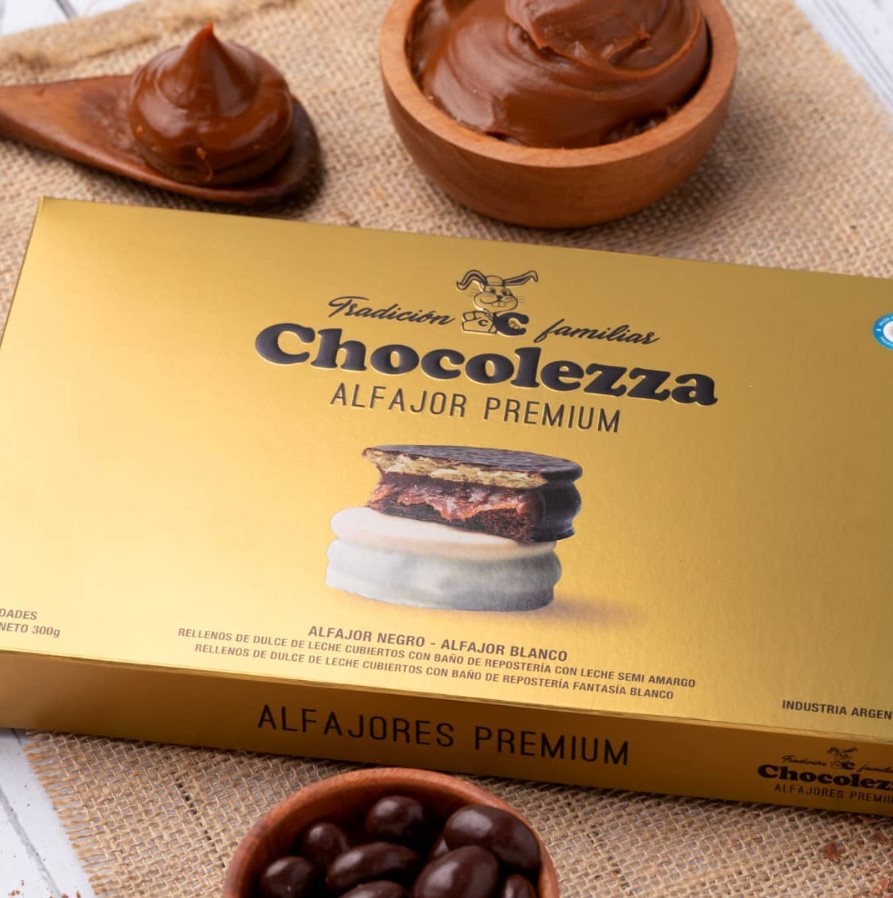 Tradición familiar
Chocolezza
ALFAJOR PREMIUM
DADES
NETO 300g
ALFAJOR NEGRO - ALFAJOR BLANCO
RELLENOS DE DULCE DE LECHE CUBIERTOS CON BAÑO DE REPOSTERÍA CON LECHE SEMI AMARGO
RELLENOS DE DULCE DE LECHE CUBIERTOS CON BAÑO DE REPOSTERÍA FANTASÍA BLANCO
INDUSTRIA ARGEN
ALFAJORES PREMIUM
Tradición C famili
Chocolez
ALFAJORES PREMIU